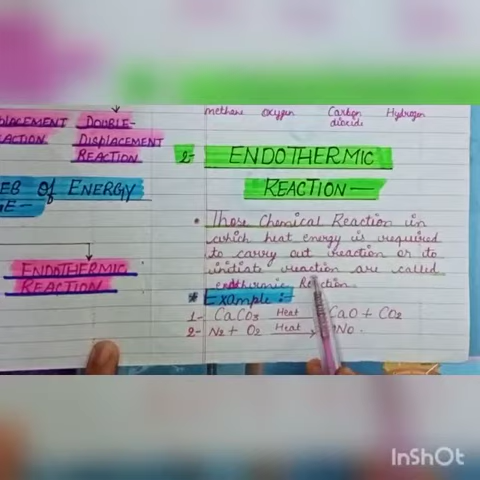 DISPLACEMENT DOUBLE-
REACTION Displacement
REACTION
OF ENERGY
ENDOTHERMIC
REACTION
methane oxygen Carbon Hydrogen
dioxide
2- ENDOTHERMIC
REACTION —
• Those Chemical Reaction in
which heat energy is required
to carry out reaction or to
initiate reaction are called
endothermic Reaction
* Example :-
1- CaCO3 Heat CaO + CO2
2- N2 + O2 Heat NO.
InShOt